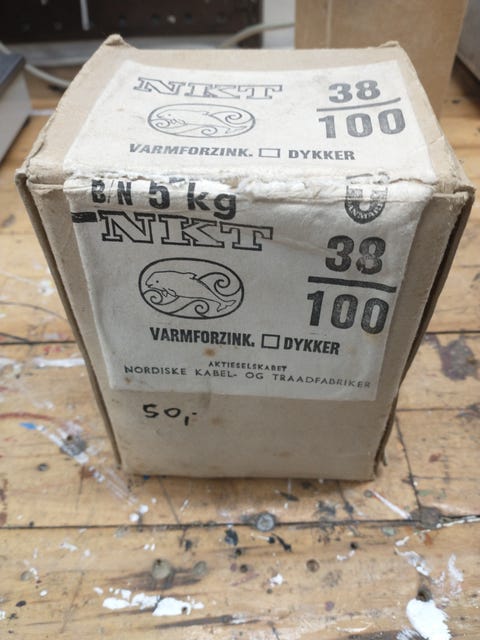 NKT
38
100
VARMFORZINK. □ DYKKER
B/N 5 kg
NKT
38
100
VARMFORZINK. □ DYKKER
AKTIESELSKABET
NORDISKE KABEL- OG TRAADFABRIKER
50,-